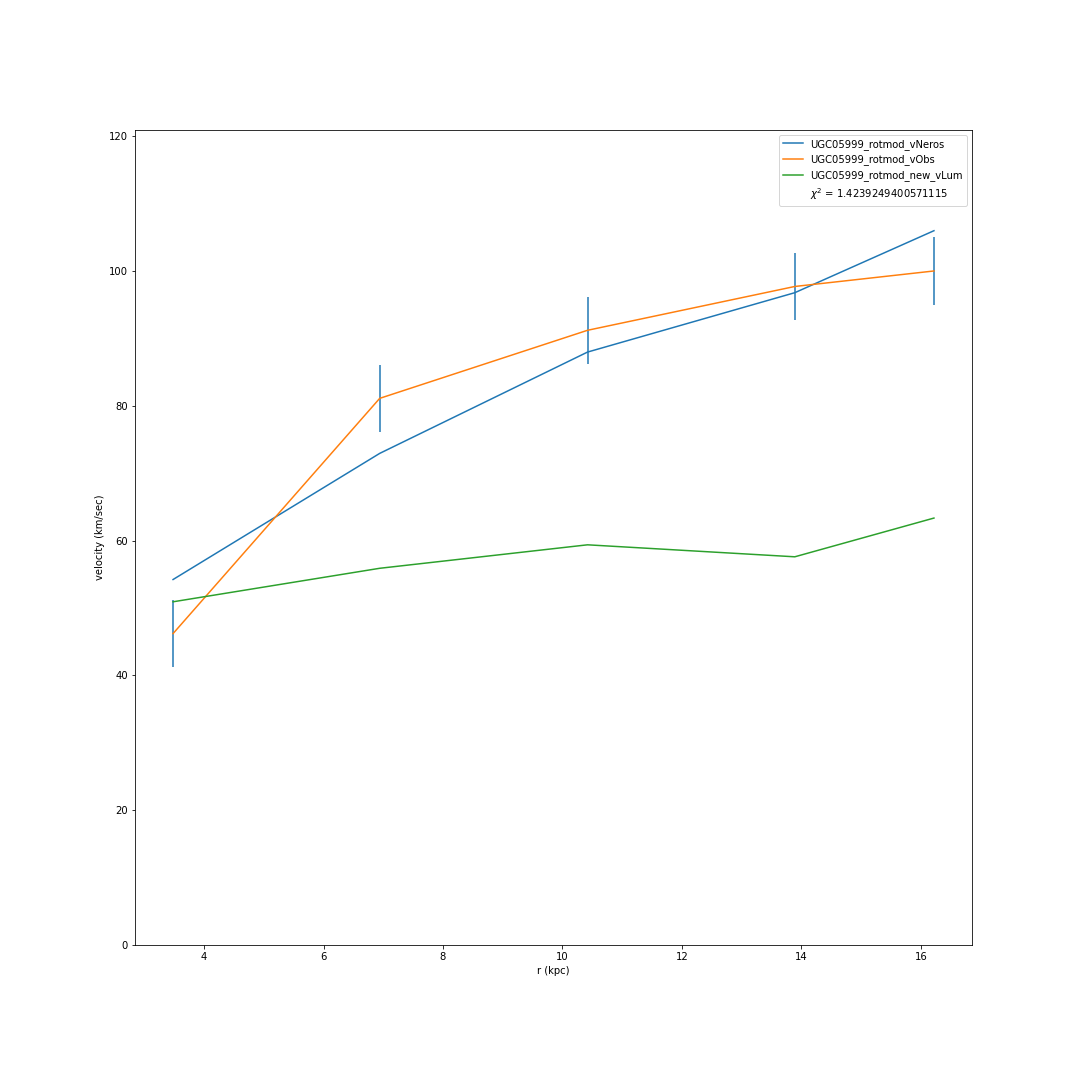 UGC05999_rotmod_vNeros
UGC05999_rotmod_vObs
UGC05999_rotmod_new_vLum
χ² = 1.4239249400571115
120
100
80
60
40
20
0
velocity (km/sec)
4 6 8 10 12 14 16
r (kpc)